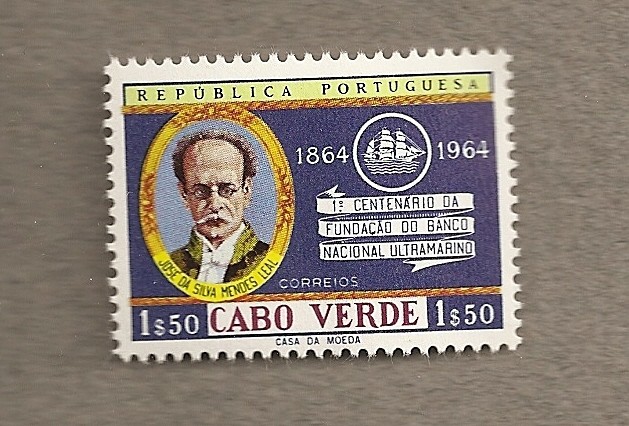 REPÚBLICA PORTUGUESA
1864 1964
1º CENTENÁRIO DA
FUNDAÇÃO DO BANCO
NACIONAL ULTRAMARINO
JOSÉ DA SILVA MENDES LEAL
CORREIOS
1$50 CABO VERDE 1$50
CASA DA MOEDA